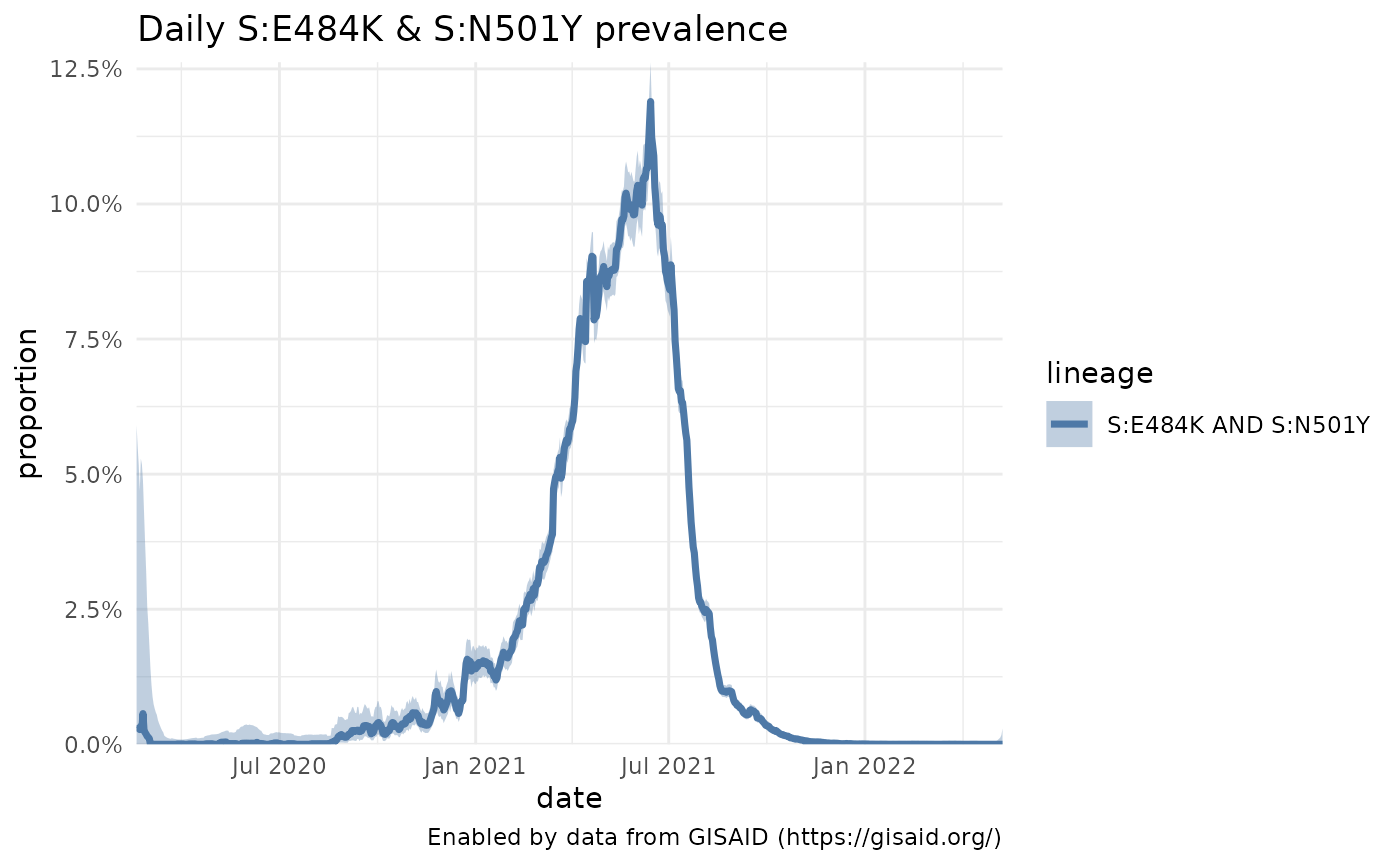 Daily S:E484K & S:N501Y prevalence
12.5%
10.0%
7.5%
5.0%
2.5%
0.0%
proportion
Jul 2020
Jan 2021
Jul 2021
Jan 2022
date
lineage
S:E484K AND S:N501Y
Enabled by data from GISAID (https://gisaid.org/)